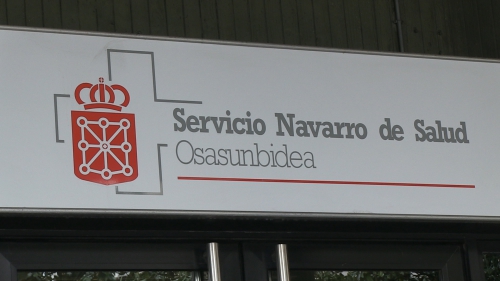 Servicio Navarro de Salud
Osasunbidea